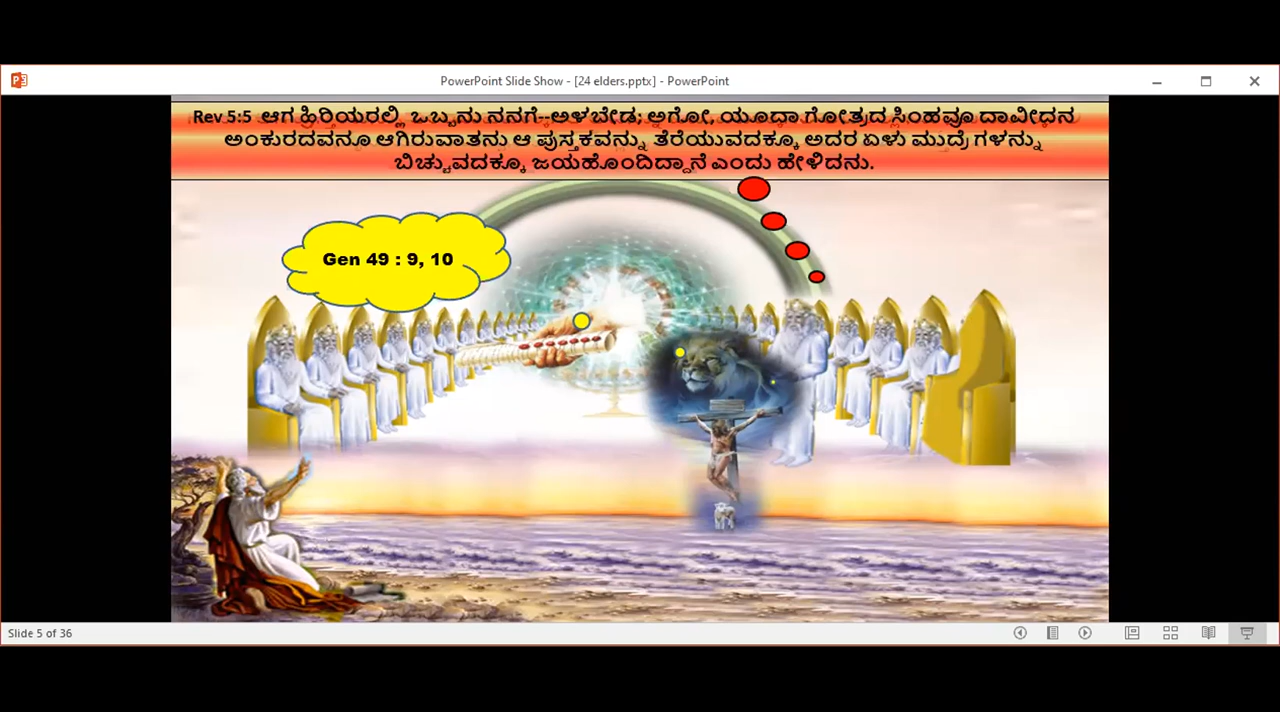 PowerPoint Slide Show - [24 elders.pptx] - PowerPoint
Rev 5:5 ಆಗ ಹಿರಿಯರಲ್ಲಿ ಒಬ್ಬನು ನನಗೆ--ಅಳಬೇಡ; ಅಗೋ, ಯೂದಾ ಗೋತ್ರದ ಸಿಂಹವೂ ದಾವೀದನ
ಅಂಕುರದವನೂ ಆಗಿರುವಾತನು ಆ ಪುಸ್ತಕವನ್ನು ತೆರೆಯುವದಕ್ಕೂ ಅದರ ಏಳು ಮುದ್ರೆ ಗಳನ್ನು
ಬಿಚ್ಚುವದಕ್ಕೂ ಜಯಹೊಂದಿದ್ದಾನೆ ಎಂದು ಹೇಳಿದನು.
Gen 49 : 9, 10
Slide 5 of 36